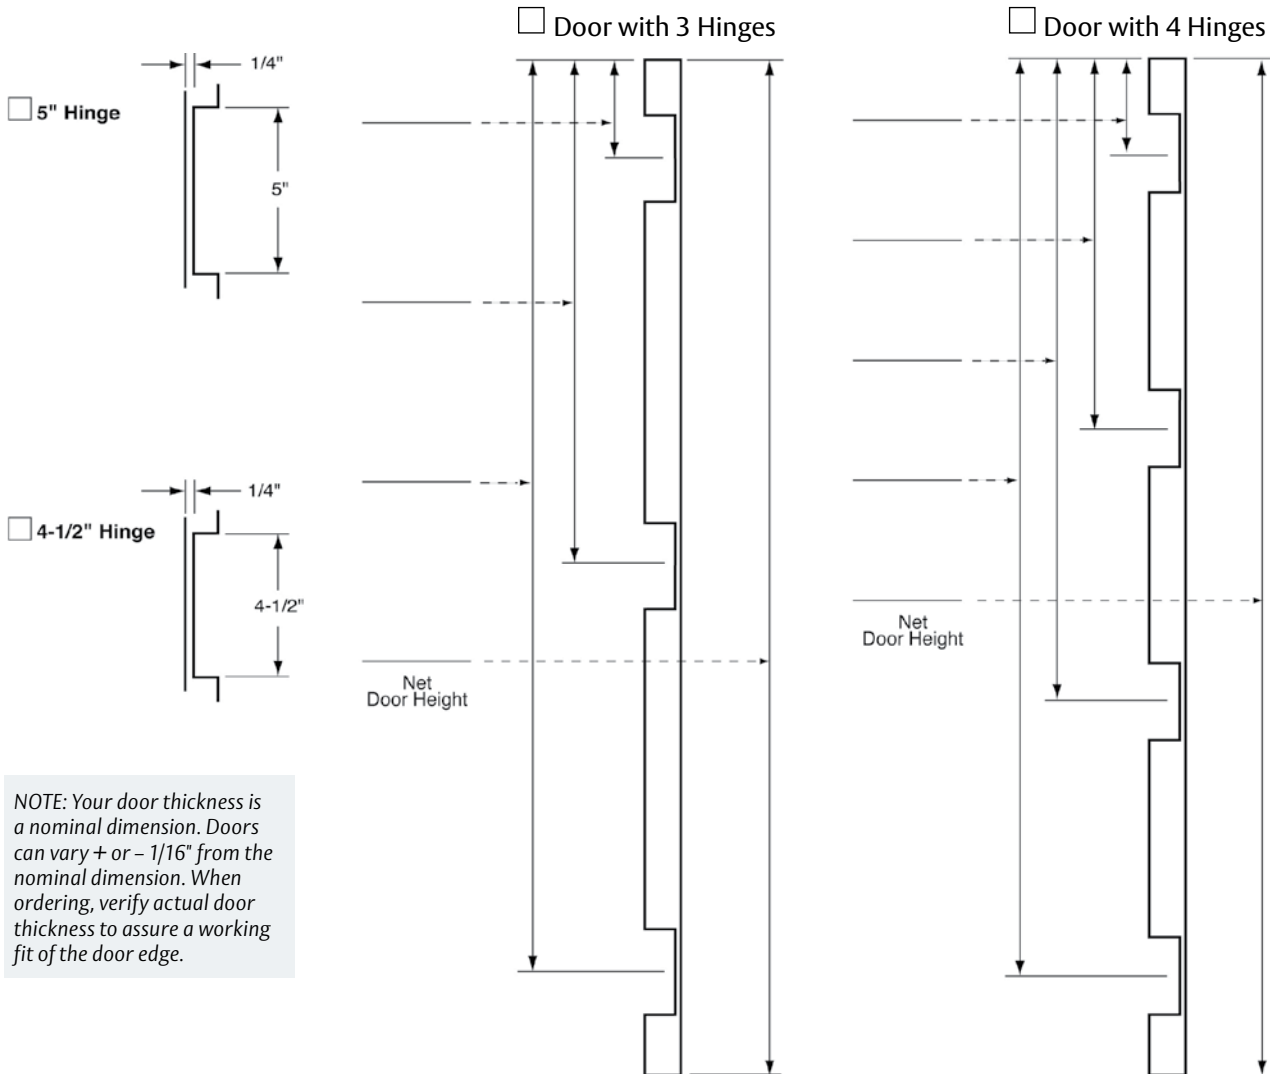 ☐ Door with 3 Hinges
☐ Door with 4 Hinges
1/4"
☐ 5" Hinge
5"
1/4"
☐ 4-1/2" Hinge
4-1/2"
Net
Door Height
Net
Door Height
NOTE: Your door thickness is
a nominal dimension. Doors
can vary + or – 1/16" from the
nominal dimension. When
ordering, verify actual door
thickness to assure a working
fit of the door edge.